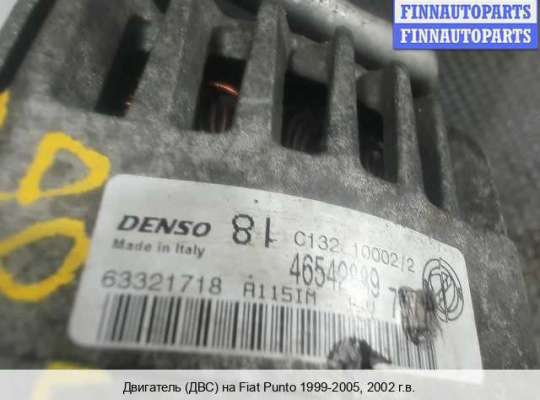 FINNAUTOPARTS
FINNAUTOPARTS
DENSO 81 C132 10002/2
Made in Italy
63321718 A115IM
Двигатель (ДВС) на Fiat Punto 1999-2005, 2002 г.в.